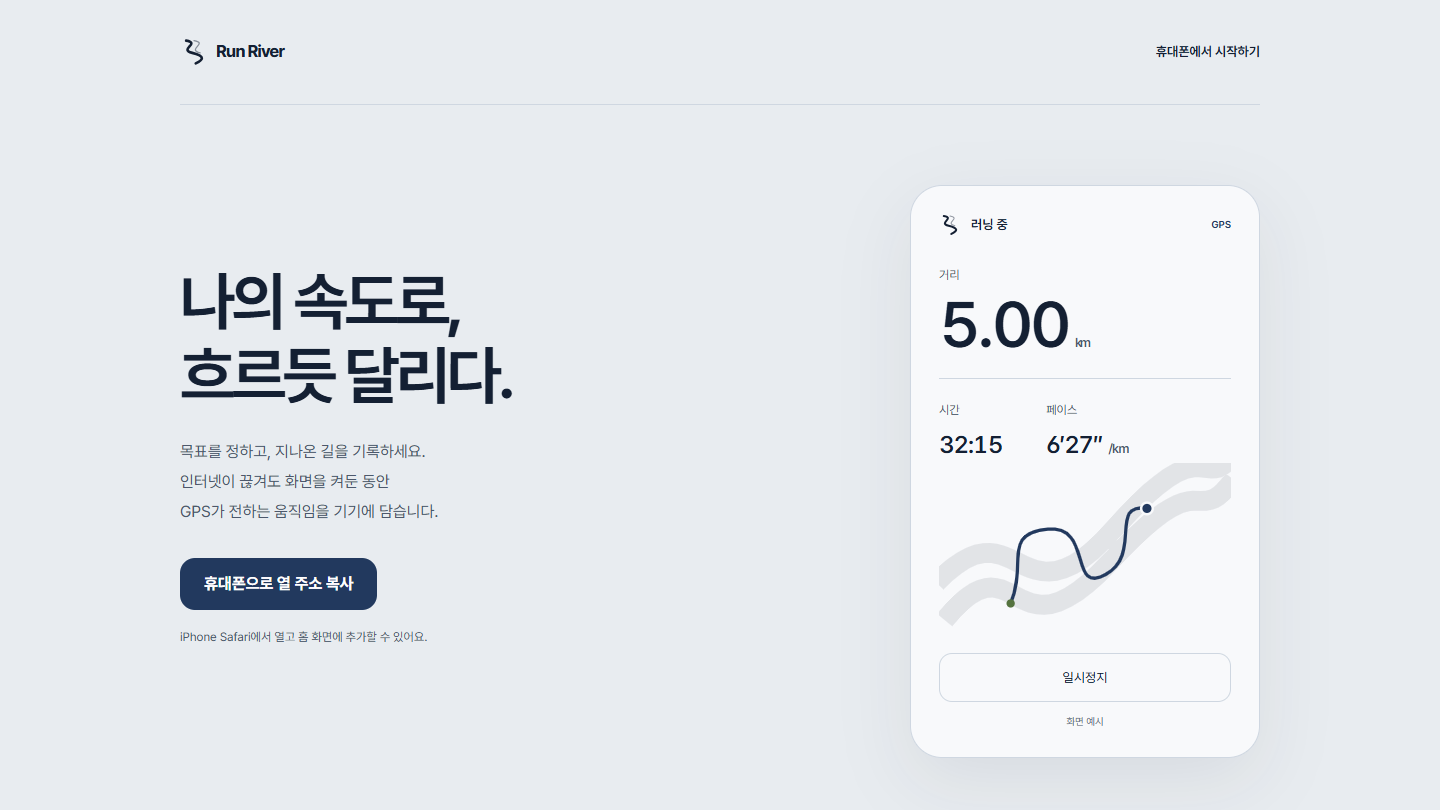 Run River
휴대폰에서 시작하기
나의 속도로,
흐르듯 달리다.
목표를 정하고, 지나온 길을 기록하세요.
인터넷이 끊겨도 화면을 켜둔 동안
GPS가 전하는 움직임을 기기에 담습니다.
휴대폰으로 열 주소 복사
iPhone Safari에서 열고 홈 화면에 추가할 수 있어요.
러닝 중
GPS
거리
5.00 km
시간
페이스
32:15
6′27″ /km
일시정지
화면 예시